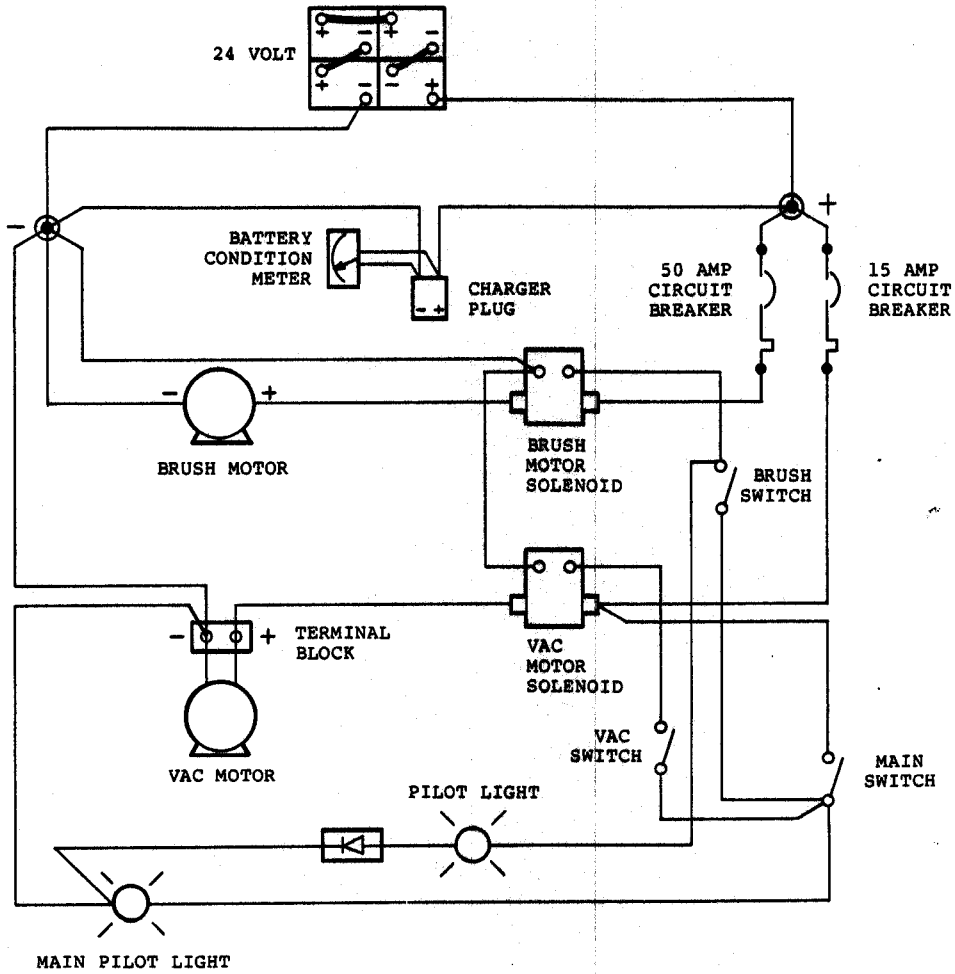 24 VOLT
+ - + -
+ - - +
- +
BATTERY
CONDITION
METER
- +
CHARGER
PLUG
50 AMP
CIRCUIT
BREAKER
15 AMP
CIRCUIT
BREAKER
- +
BRUSH MOTOR
BRUSH
MOTOR
SOLENOID
BRUSH
SWITCH
- +
TERMINAL
BLOCK
VAC
MOTOR
SOLENOID
VAC MOTOR
VAC
SWITCH
MAIN
SWITCH
PILOT LIGHT
MAIN PILOT LIGHT